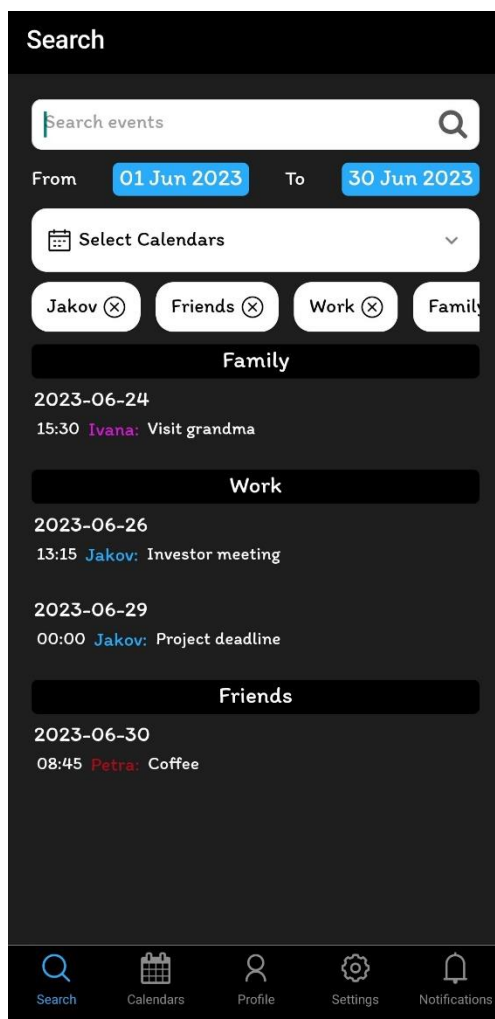 Search
Search events
From 01 Jun 2023 To 30 Jun 2023
Select Calendars
Jakov Friends Work Family
Family
2023-06-24
15:30 Ivana: Visit grandma
Work
2023-06-26
13:15 Jakov: Investor meeting
2023-06-29
00:00 Jakov: Project deadline
Friends
2023-06-30
08:45 Petra: Coffee
Search Calendars Profile Settings Notifications